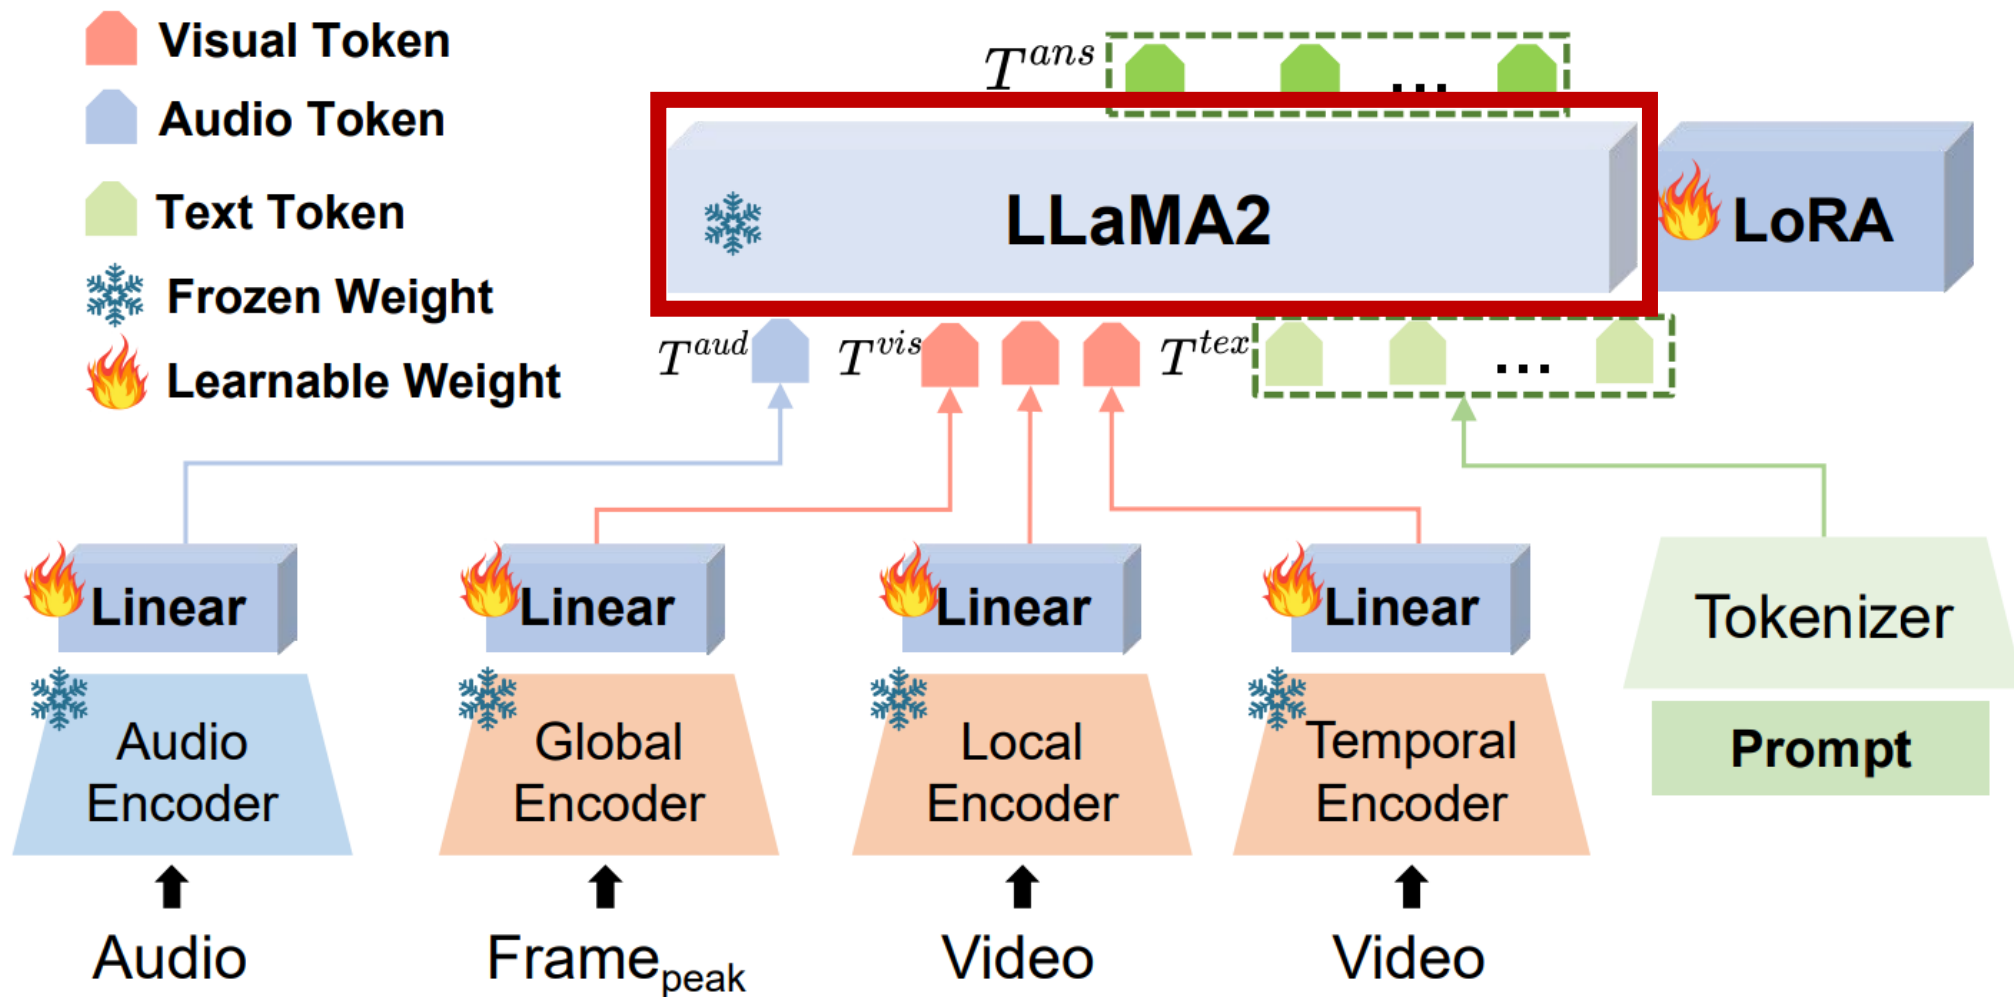 Visual Token
Audio Token
Text Token
Frozen Weight
Learnable Weight
T^ans
...
LLaMA2
LoRA
T^aud
T^vis
T^tex
...
Linear
Linear
Linear
Linear
Tokenizer
Audio
Encoder
Global
Encoder
Local
Encoder
Temporal
Encoder
Prompt
Audio
Frame_peak
Video
Video